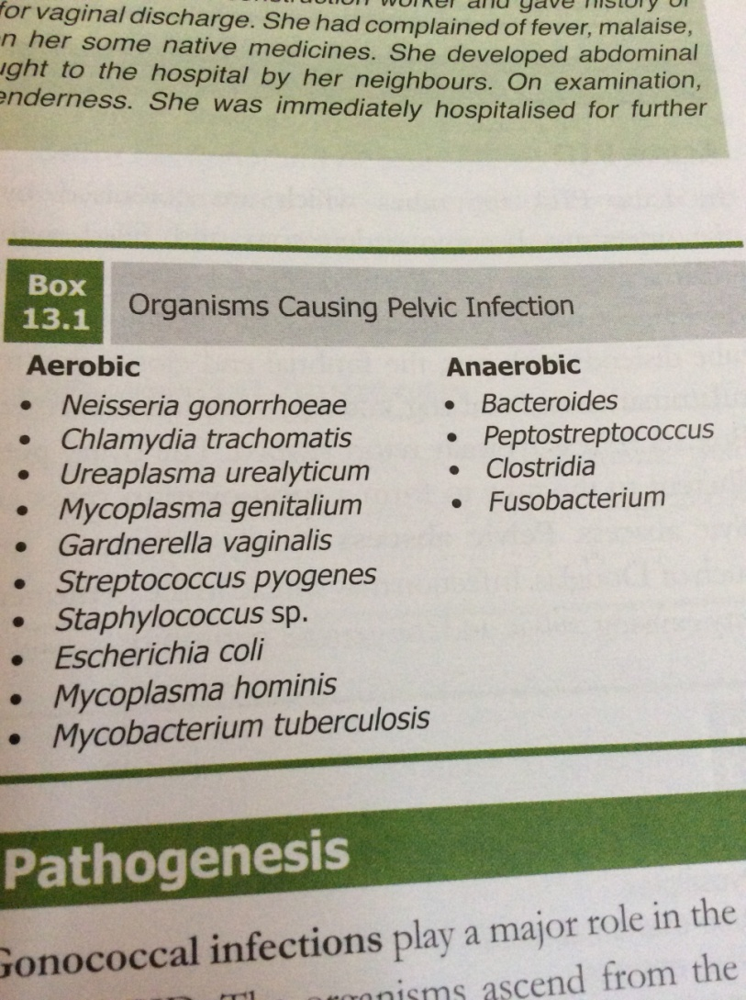 worker and gave history of
for vaginal discharge. She had complained of fever, malaise,
n her some native medicines. She developed abdominal
ught to the hospital by her neighbours. On examination,
enderness. She was immediately hospitalised for further
Box
13.1
Organisms Causing Pelvic Infection
Aerobic
• Neisseria gonorrhoeae
• Chlamydia trachomatis
• Ureaplasma urealyticum
• Mycoplasma genitalium
• Gardnerella vaginalis
• Streptococcus pyogenes
• Staphylococcus sp.
• Escherichia coli
• Mycoplasma hominis
• Mycobacterium tuberculosis
Anaerobic
• Bacteroides
• Peptostreptococcus
• Clostridia
• Fusobacterium
Pathogenesis
Gonococcal infections play a major role in the
organisms ascend from the